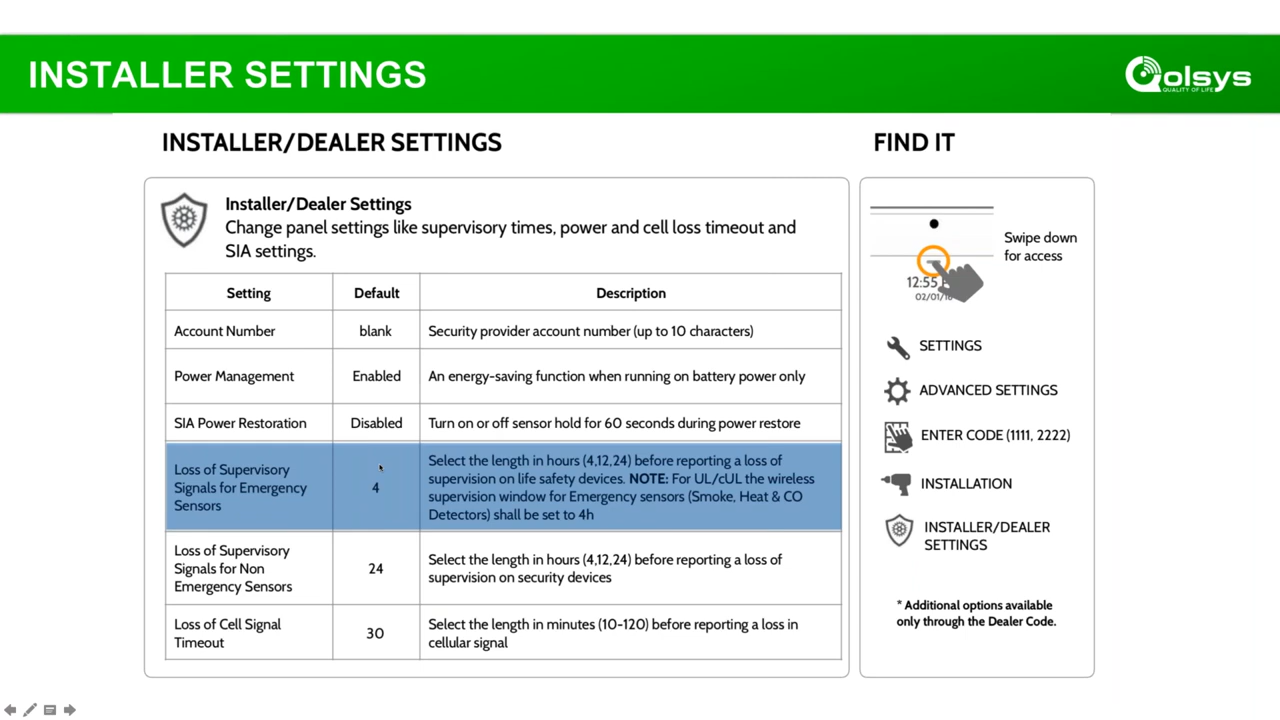 INSTALLER SETTINGS
Qolsys
QUALITY OF LIFE
INSTALLER/DEALER SETTINGS
Installer/Dealer Settings
Change panel settings like supervisory times, power and cell loss timeout and
SIA settings.
Setting Default Description
Account Number blank Security provider account number (up to 10 characters)
Power Management Enabled An energy-saving function when running on battery power only
SIA Power Restoration Disabled Turn on or off sensor hold for 60 seconds during power restore
Loss of Supervisory
Signals for Emergency
Sensors
4
Select the length in hours (4,12,24) before reporting a loss of
supervision on life safety devices. NOTE: For UL/cUL the wireless
supervision window for Emergency sensors (Smoke, Heat & CO
Detectors) shall be set to 4h
Loss of Supervisory
Signals for Non
Emergency Sensors
24
Select the length in hours (4,12,24) before reporting a loss of
supervision on security devices
Loss of Cell Signal
Timeout
30
Select the length in minutes (10-120) before reporting a loss in
cellular signal
FIND IT
12:55
02/01/1
Swipe down
for access
SETTINGS
ADVANCED SETTINGS
ENTER CODE (1111, 2222)
INSTALLATION
INSTALLER/DEALER
SETTINGS
* Additional options available
only through the Dealer Code.